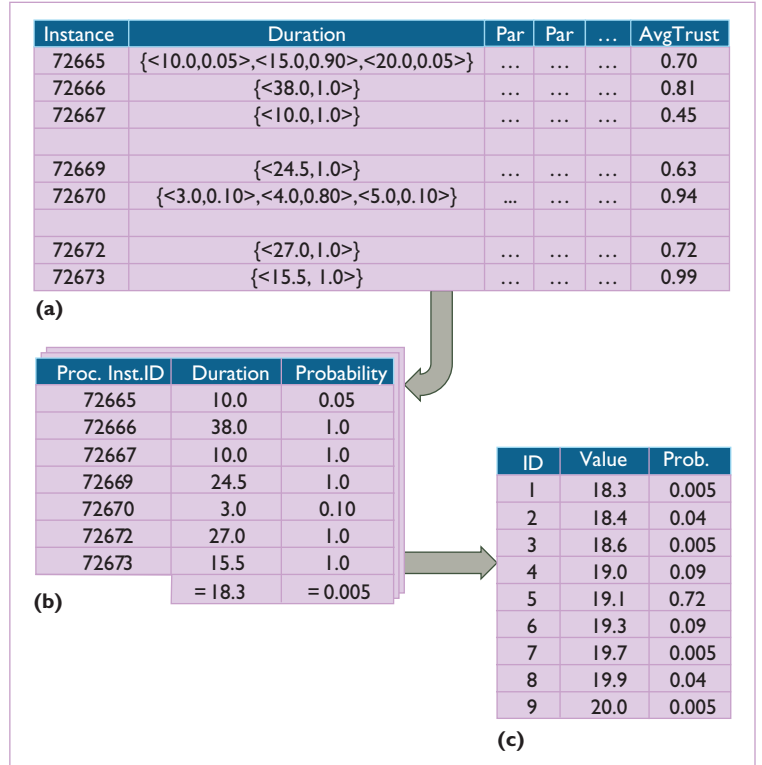 Instance Duration Par Par … AvgTrust
72665 {<10.0,0.05>,<15.0,0.90>,<20.0,0.05>} … … … 0.70
72666 {<38.0,1.0>} … … … 0.81
72667 {<10.0,1.0>} … … … 0.45
72669 {<24.5,1.0>} … … … 0.63
72670 {<3.0,0.10>,<4.0,0.80>,<5.0,0.10>} ... … … 0.94
72672 {<27.0,1.0>} … … … 0.72
72673 {<15.5, 1.0>} … … … 0.99
(a)
Proc. Inst.ID Duration Probability
72665 10.0 0.05
72666 38.0 1.0
72667 10.0 1.0
72669 24.5 1.0
72670 3.0 0.10
72672 27.0 1.0
72673 15.5 1.0
= 18.3 = 0.005
(b)
ID Value Prob.
1 18.3 0.005
2 18.4 0.04
3 18.6 0.005
4 19.0 0.09
5 19.1 0.72
6 19.3 0.09
7 19.7 0.005
8 19.9 0.04
9 20.0 0.005
(c)